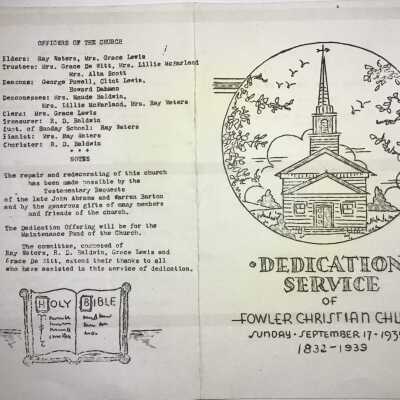 OFFICERS OF THE CHURCH
Elders: Ray Waters, Mrs. Grace Lewis
Trustees: Mrs. Grace De Witt, Mrs. Lillie McFarland
Mrs. Alta Scott
Deacons: George Powell, Clint Lewis,
Howard
Deaconesses: Mrs. Maude Baldwin,
Mrs. Lillie McFarland, Mrs. Ray Waters
Clerk: Mrs. Grace Lewis
Treasurer: R. D. Baldwin
Supt. of Sunday School: Ray Waters
Pianist: Mrs. Ray Waters
Chorister: R. D. Baldwin
* * *
NOTES
The repair and redecorating of this church
has been made possible by the
Testementary Bequests
of the late John Abrams and Warren Barton
and by the generous gifts of many members
and friends of the church.
The Dedication Offering will be for the
Maintenance Fund of the Church.
The committee, composed of
Ray Waters, R. D. Baldwin, Grace Lewis and
Grace De Witt, extend their thanks to all
who have assisted in this service of dedication.
HOLY BIBLE
DEDICATION
SERVICE
OF
FOWLER CHRISTIAN CHU
SUNDAY • SEPTEMBER 17 • 193
1832 - 1939